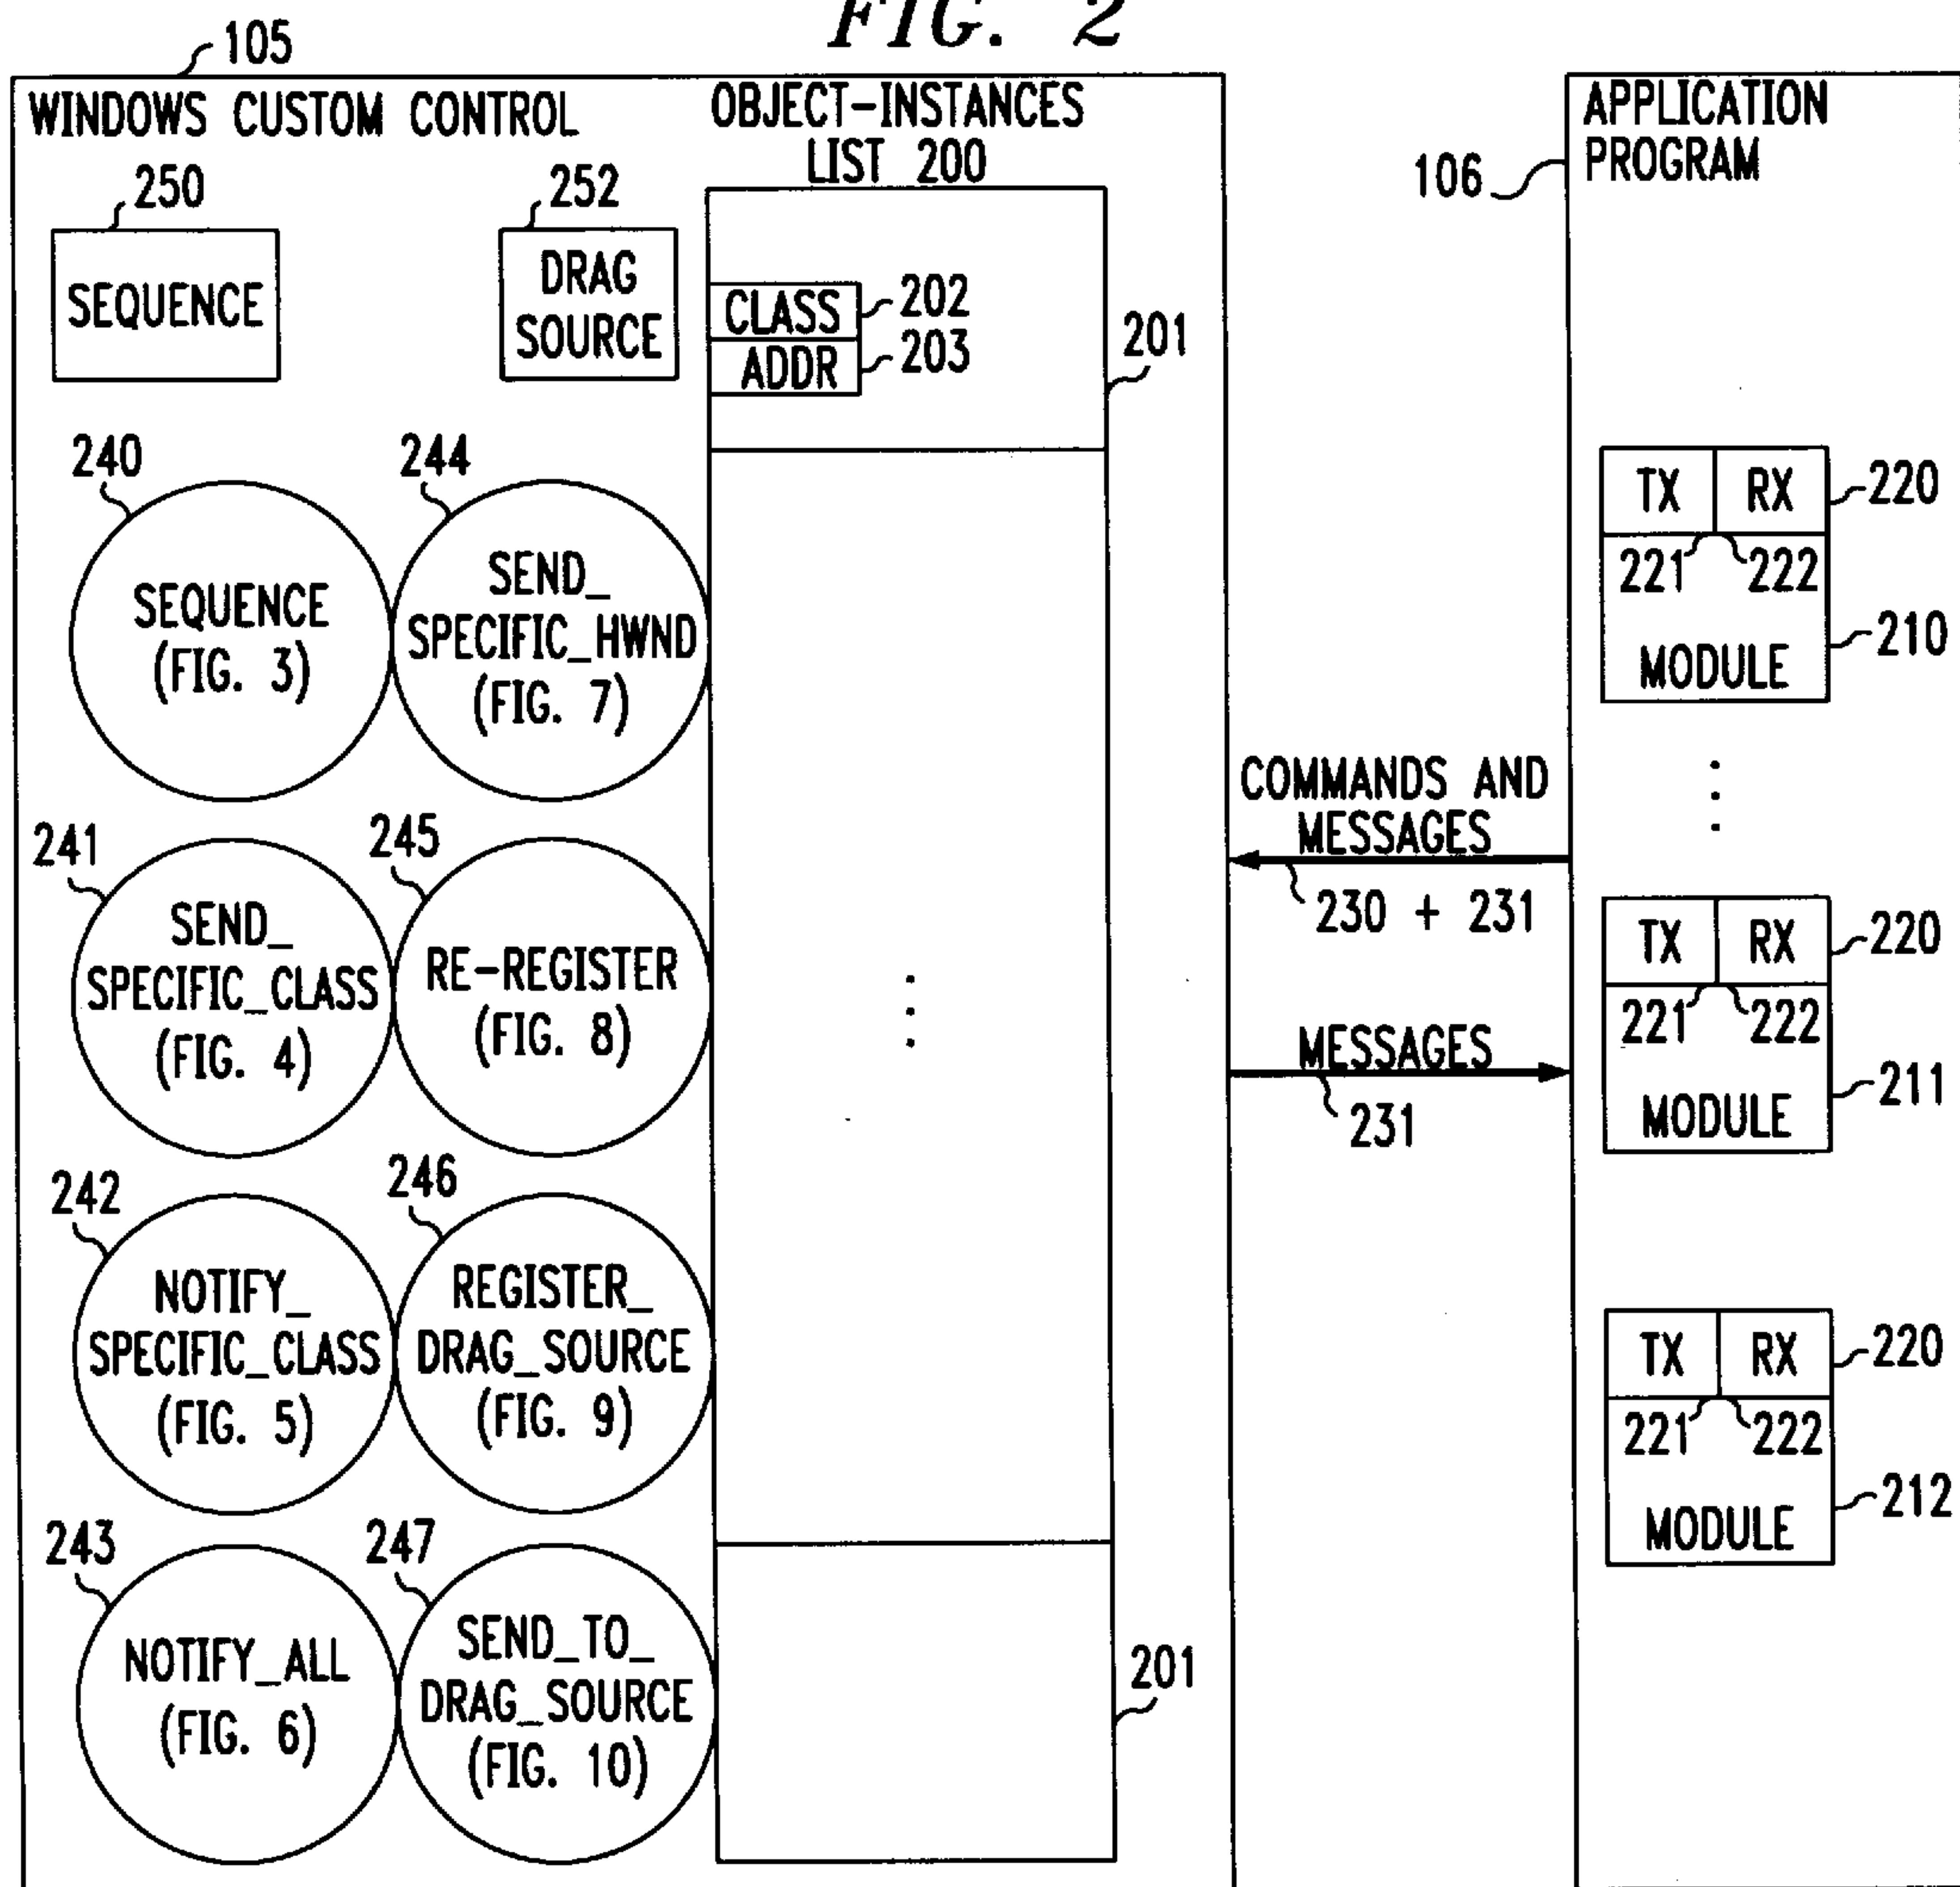 FIG. 2
105
WINDOWS CUSTOM CONTROL
OBJECT-INSTANCES
LIST 200
250
SEQUENCE
252
DRAG
SOURCE
CLASS
202
ADDR
203
201
240
SEQUENCE
(FIG. 3)
244
SEND_
SPECIFIC_HWND
(FIG. 7)
241
SEND_
SPECIFIC_CLASS
(FIG. 4)
245
RE-REGISTER
(FIG. 8)
242
NOTIFY_
SPECIFIC_CLASS
(FIG. 5)
246
REGISTER_
DRAG_SOURCE
(FIG. 9)
243
NOTIFY_ALL
(FIG. 6)
247
SEND_TO_
DRAG_SOURCE
(FIG. 10)
201
COMMANDS AND
MESSAGES
230 + 231
MESSAGES
231
106
APPLICATION
PROGRAM
TX RX
220
221 222
MODULE
210
TX RX
220
221 222
MODULE
211
TX RX
220
221 222
MODULE
212